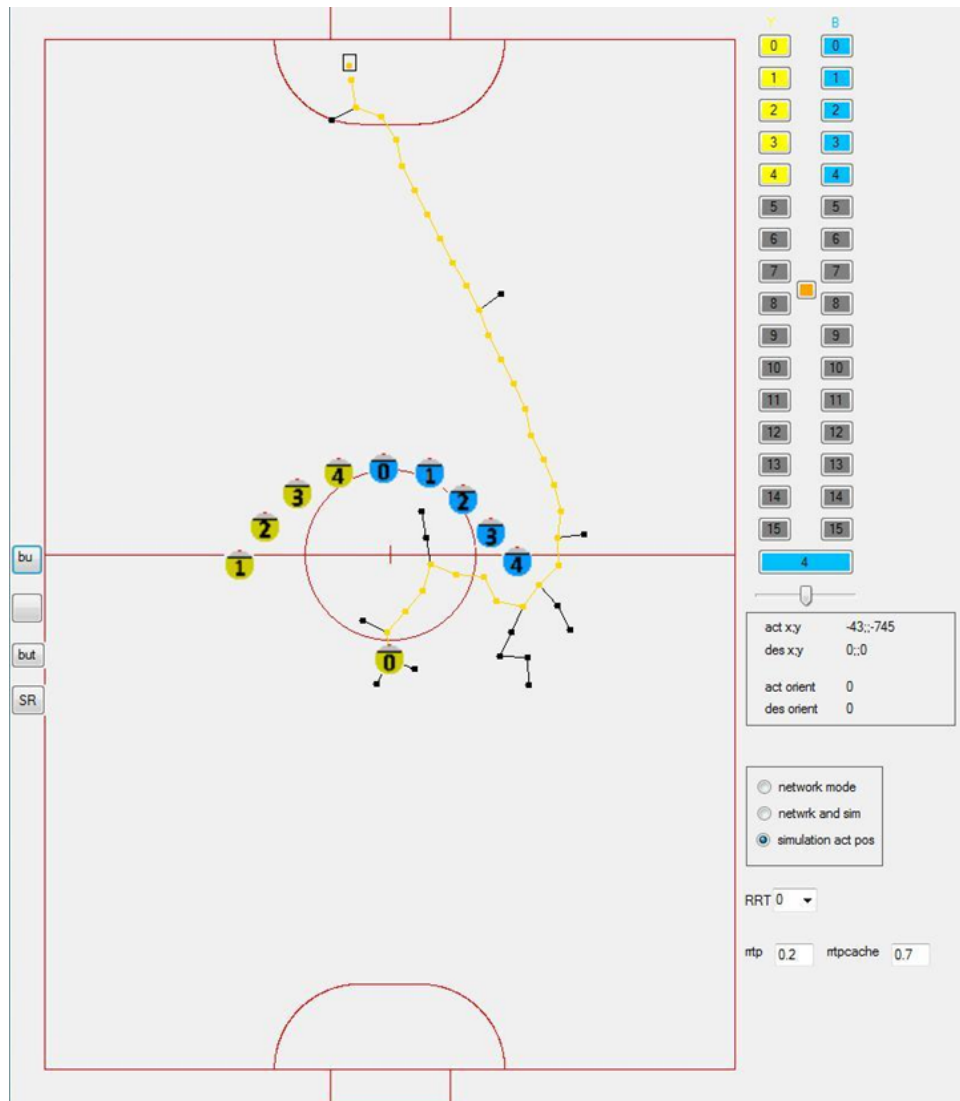 Y B
0 0
1 1
2 2
3 3
4 4
5 5
6 6
7 7
8 8
9 9
10 10
11 11
12 12
13 13
14 14
15 15
4
act x;y -43;;-745
des x;y 0;;0
act orient 0
des orient 0
network mode
netwrk and sim
simulation act pos
RRT 0
rrtp 0.2 rrtpcache 0.7
bu
but
SR
4 0 1
3 2
2 3
1 4
0